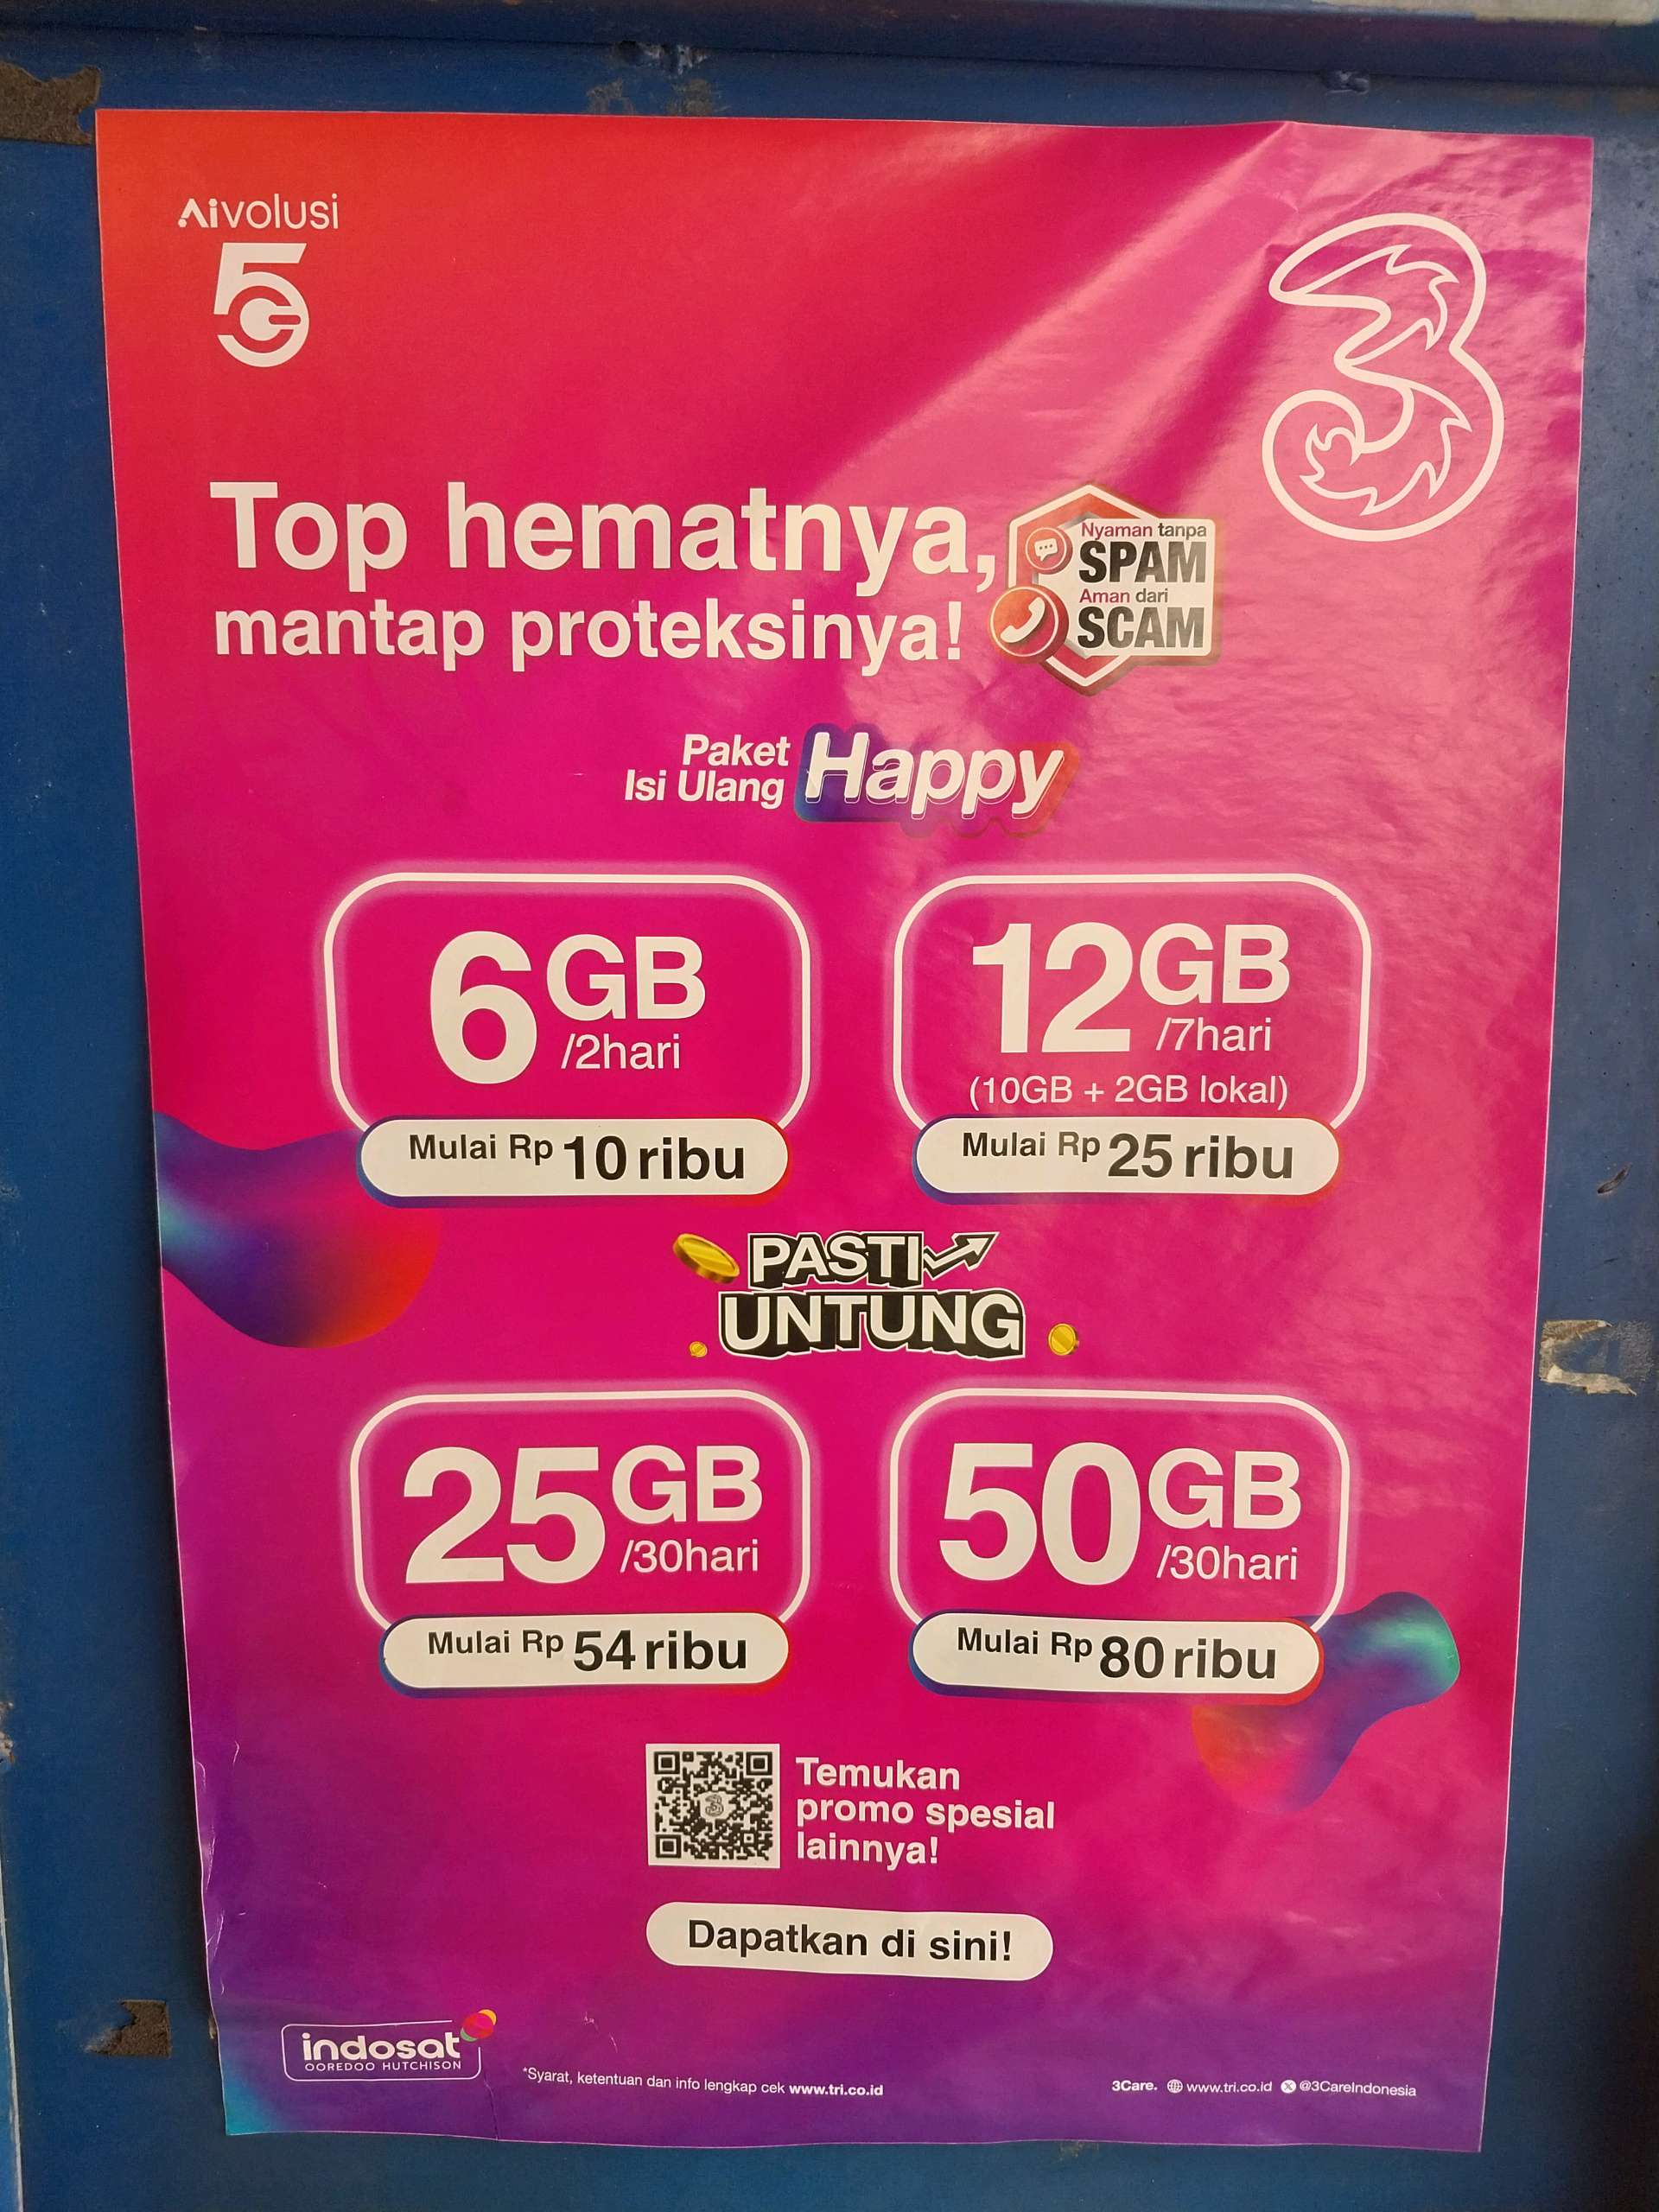 Aivolusi
5G
3
Top hematnya,
mantap proteksinya!
Nyaman tanpa
SPAM
Aman dari
SCAM
Paket
Isi Ulang
Happy
6GB
/2hari
Mulai Rp 10 ribu
12GB
/7hari
(10GB + 2GB lokal)
Mulai Rp 25 ribu
PASTI
UNTUNG
25GB
/30hari
Mulai Rp 54 ribu
50GB
/30hari
Mulai Rp 80 ribu
Temukan
promo spesial
lainnya!
Dapatkan di sini!
indosat
OOREDOO HUTCHISON
*Syarat, ketentuan dan info lengkap cek www.tri.co.id
3Care. www.tri.co.id @3CareIndonesia